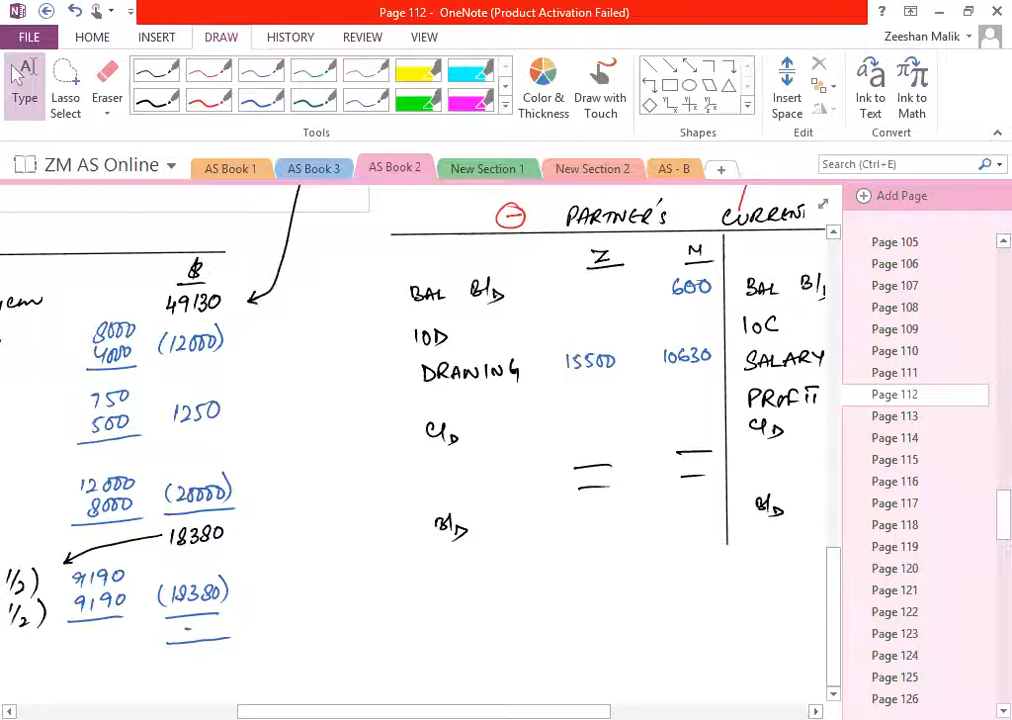 Page 112 - OneNote (Product Activation Failed)
FILE HOME INSERT DRAW HISTORY REVIEW VIEW
Zeeshan Malik
Type
Lasso Select
Eraser
Color & Thickness
Draw with Touch
Insert Space
Ink to Text
Ink to Math
Tools
Shapes
Edit
Convert
ZM AS Online
AS Book 1
AS Book 3
AS Book 2
New Section 1
New Section 2
AS - B
Search (Ctrl+E)
Add Page
Page 105
Page 106
Page 107
Page 108
Page 109
Page 110
Page 111
Page 112
Page 113
Page 114
Page 115
Page 116
Page 117
Page 118
Page 119
Page 120
Page 121
Page 122
Page 123
Page 124
Page 125
Page 126
$
49130
8000
4000 (12000)
750
500 1250
12000
8000 (20000)
18380
1/2) 9190
1/2) 9190 (18380)
-
PARTNER'S CURRENT
Z M
BAL B/D 600 BAL B/D
IOD IOC
DRAWING 15500 10630 SALARY
PROFIT
C/D C/D
B/D B/D